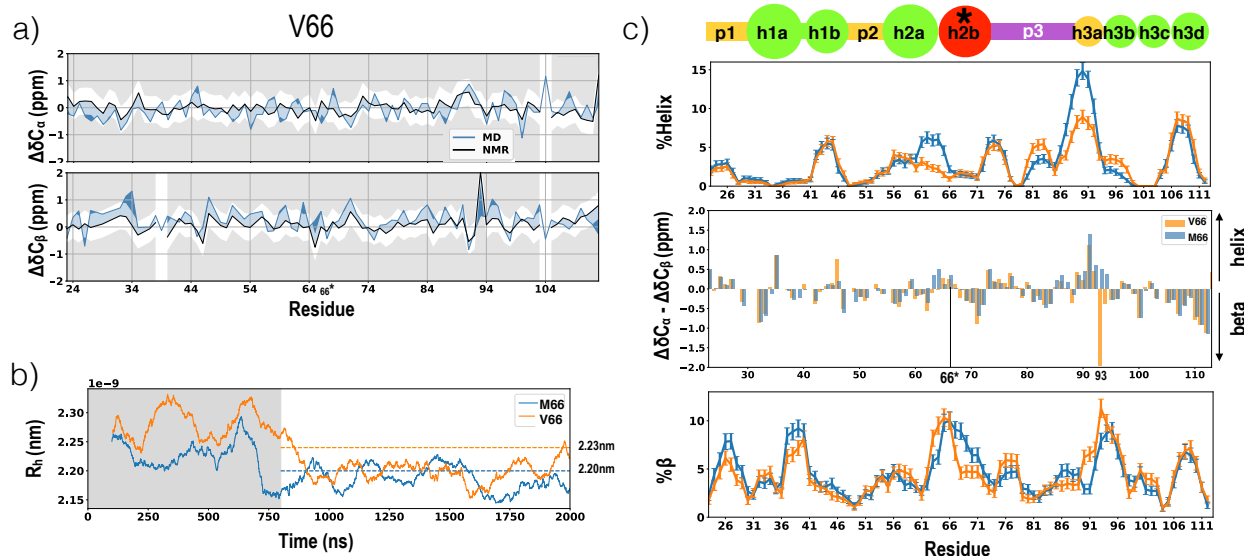 a)
V66
ΔδCα (ppm)
2
1
0
-1
-2
MD
NMR
ΔδCβ (ppm)
2
1
0
-1
-2
24 34 44 54 64 66* 74 84 94 104
Residue
b)
1e-9
Rh (nm)
2.30
2.25
2.20
2.15
M66
V66
2.23nm
2.20nm
0 250 500 750 1000 1250 1500 1750 2000
Time (ns)
c)
*
p1 h1a h1b p2 h2a h2b p3 h3a h3b h3c h3d
%Helix
15
10
5
0
26 31 36 41 46 51 56 61 66 71 76 81 86 91 96 101 106 111
ΔδCα - ΔδCβ (ppm)
2.0
1.5
1.0
0.5
0.0
-0.5
-1.0
-1.5
-2.0
V66
M66
helix
beta
30 40 50 60 66* 70 80 90 93 100 110
%β
10
5
0
26 31 36 41 46 51 56 61 66 71 76 81 86 91 96 101 106 111
Residue